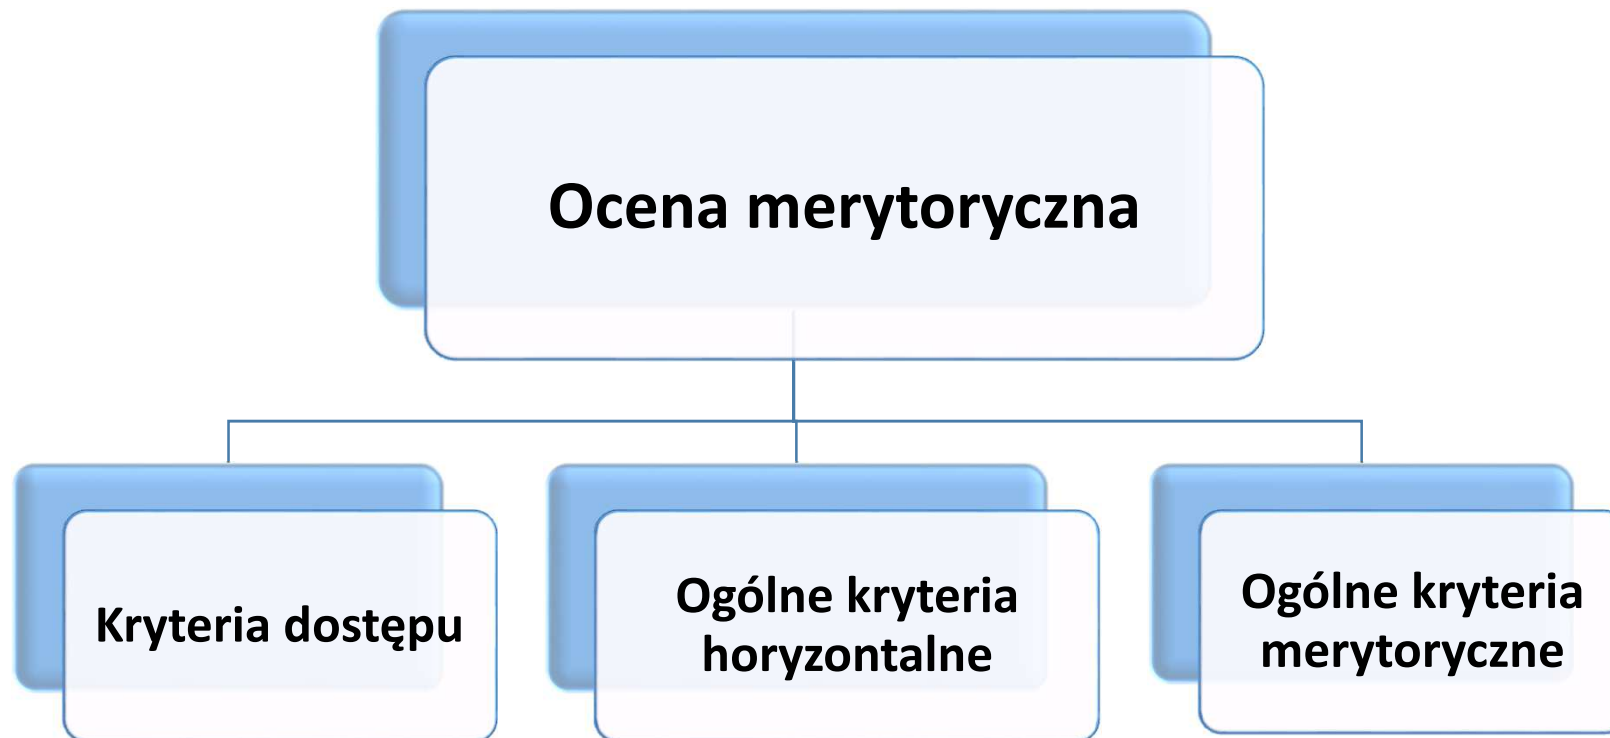 Ocena merytoryczna
Kryteria dostępu
Ogólne kryteria
horyzontalne
Ogólne kryteria
merytoryczne